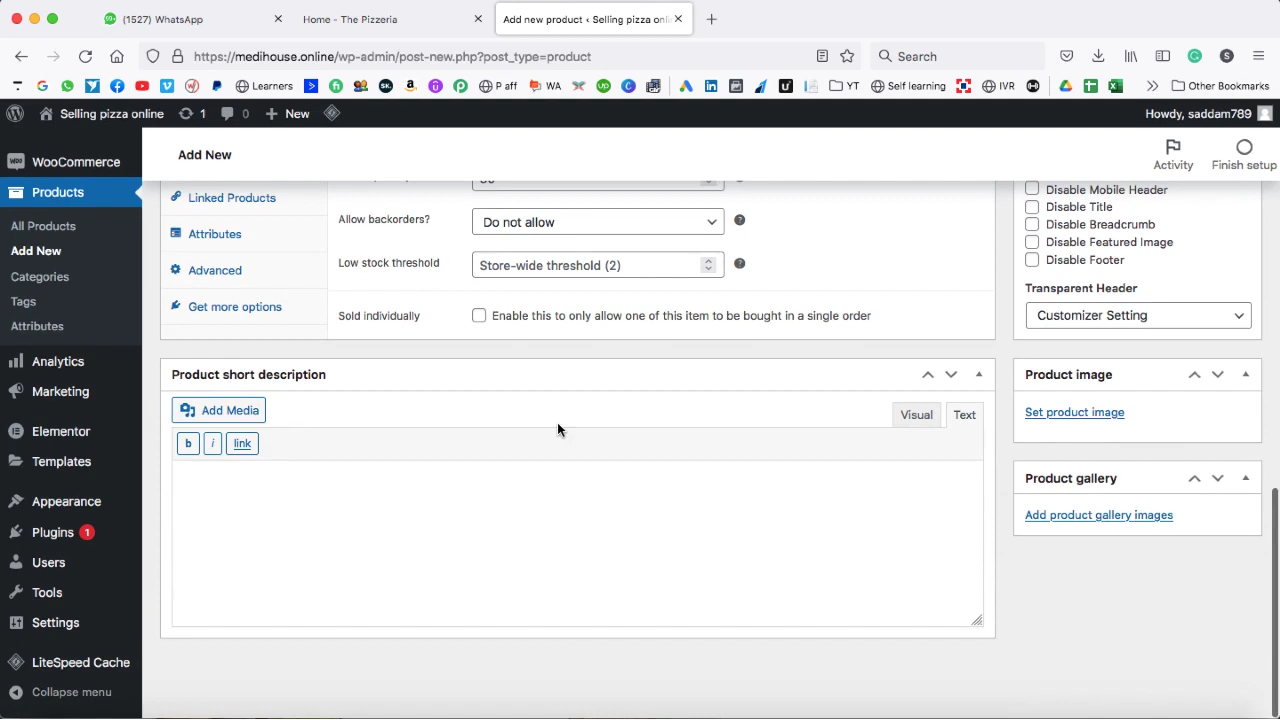 (1527) WhatsApp
Home - The Pizzeria
Add new product ‹ Selling pizza onli
https://medihouse.online/wp-admin/post-new.php?post_type=product
Search
Learners
P aff
WA
YT
Self learning
IVR
Other Bookmarks
Selling pizza online
1
0
New
Howdy, saddam789
WooCommerce
Products
All Products
Add New
Categories
Tags
Attributes
Analytics
Marketing
Elementor
Templates
Appearance
Plugins 1
Users
Tools
Settings
LiteSpeed Cache
Collapse menu
Add New
Activity
Finish setup
Linked Products
Attributes
Advanced
Get more options
Allow backorders?
Do not allow
Low stock threshold
Store-wide threshold (2)
Sold individually
Enable this to only allow one of this item to be bought in a single order
Product short description
Add Media
Visual
Text
b
i
link
Disable Mobile Header
Disable Title
Disable Breadcrumb
Disable Featured Image
Disable Footer
Transparent Header
Customizer Setting
Product image
Set product image
Product gallery
Add product gallery images